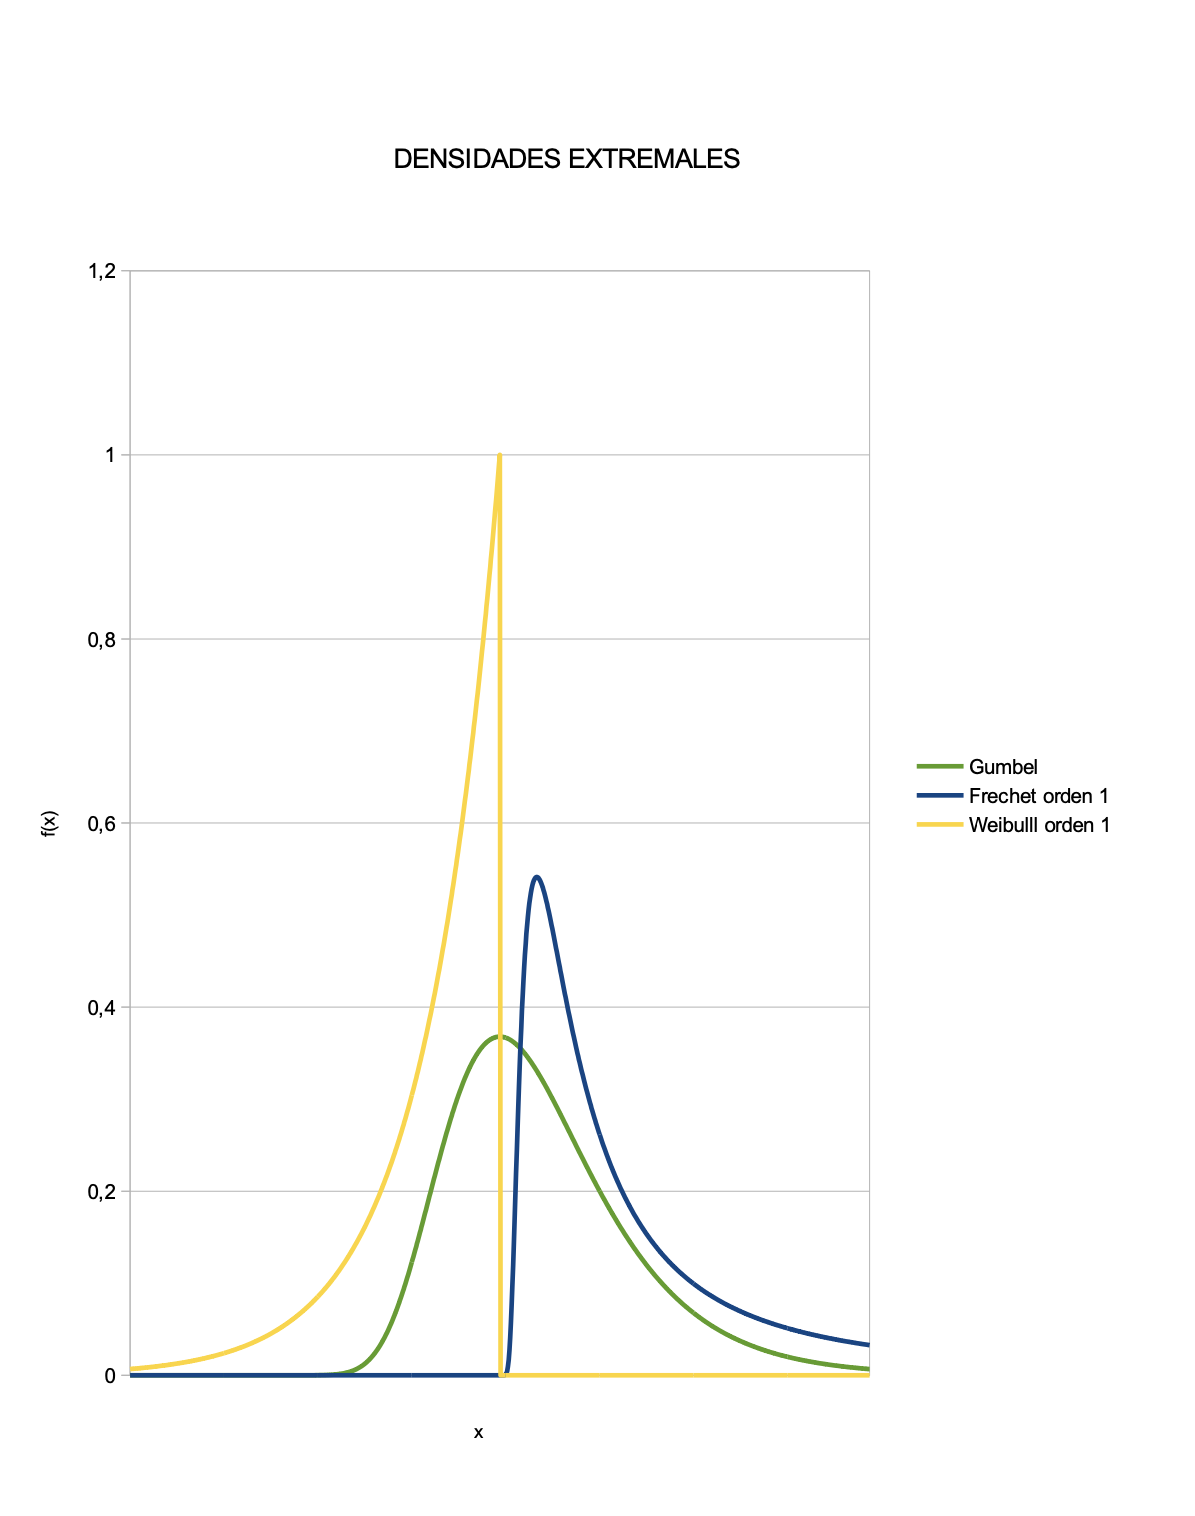 DENSIDADES EXTREMALES
1,2
1
0,8
0,6
0,4
0,2
0
f(x)
x
Gumbel
Frechet orden 1
Weibulll orden 1